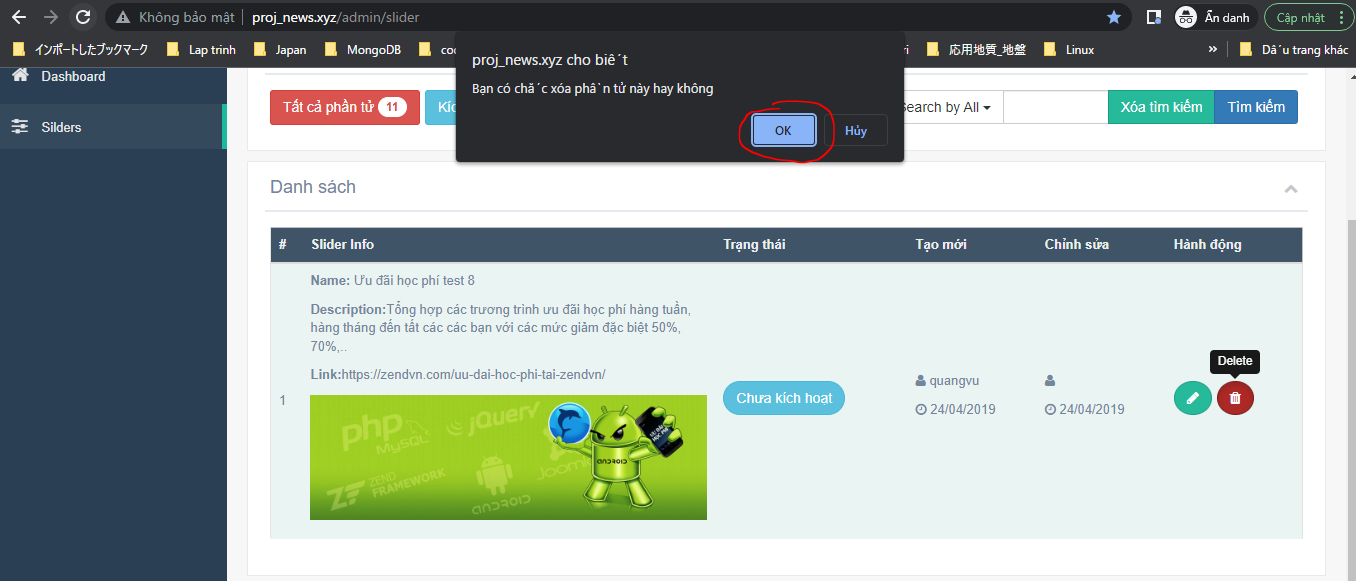 Không bảo mật proj_news.xyz/admin/slider Ẩn danh Cập nhật
インポートしたブックマーク Lap trinh Japan MongoDB 応用地質_地盤 Linux » Dấu trang khác
proj_news.xyz cho biết
Bạn có chắc xóa phần tử này hay không
OK Hủy
Dashboard
Silders
Tất cả phần tử 11
Search by All
Xóa tìm kiếm
Tìm kiếm
Danh sách
# Slider Info Trạng thái Tạo mới Chỉnh sửa Hành động
Name: Ưu đãi học phí test 8
Description:Tổng hợp các trương trình ưu đãi học phí hàng tuần,
hàng tháng đến tất các các bạn với các mức giảm đặc biệt 50%,
70%,..
Link:https://zendvn.com/uu-dai-hoc-phi-tai-zendvn/
1
php
MySQL
jQuery
ZF ZEND
FRAMEWORK
ANDROID
ANDROID
Chưa kích hoạt
quangvu
24/04/2019
24/04/2019
Delete